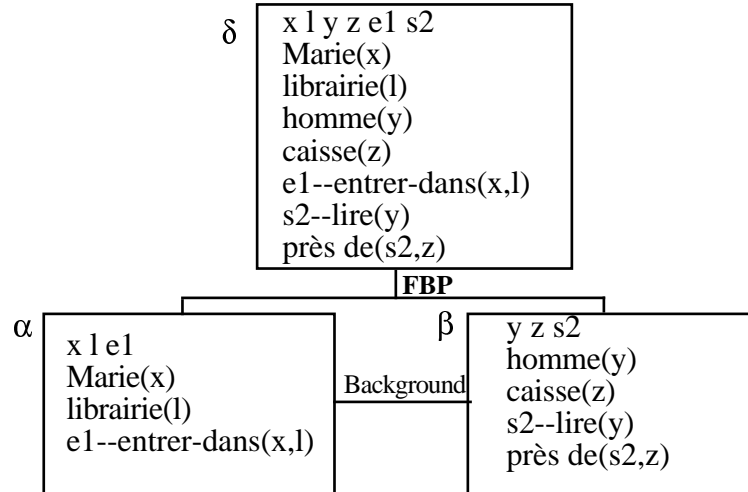 δ
x l y z e1 s2
Marie(x)
librairie(l)
homme(y)
caisse(z)
e1--entrer-dans(x,l)
s2--lire(y)
près de(s2,z)
FBP
α
x l e1
Marie(x)
librairie(l)
e1--entrer-dans(x,l)
Background
β
y z s2
homme(y)
caisse(z)
s2--lire(y)
près de(s2,z)